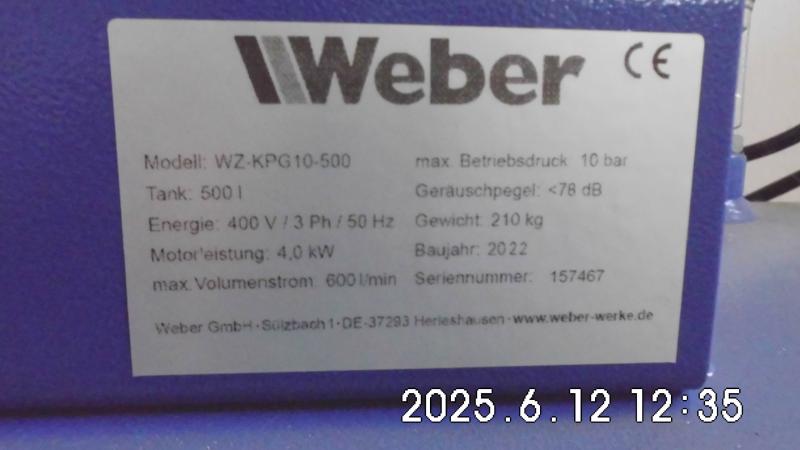 Weber CE
Modell: WZ-KPG10-500 max. Betriebsdruck: 10 bar
Tank: 500 l Geräuschpegel: <78 dB
Energie: 400 V / 3 Ph / 50 Hz Gewicht: 210 kg
Motorleistung: 4,0 kW Baujahr: 2022
max. Volumenstrom: 600 l/min Seriennummer: 157467
Weber GmbH · Sülzbach 1 · DE-37293 Herleshausen · www.weber-werke.de
2025.6.12 12:35